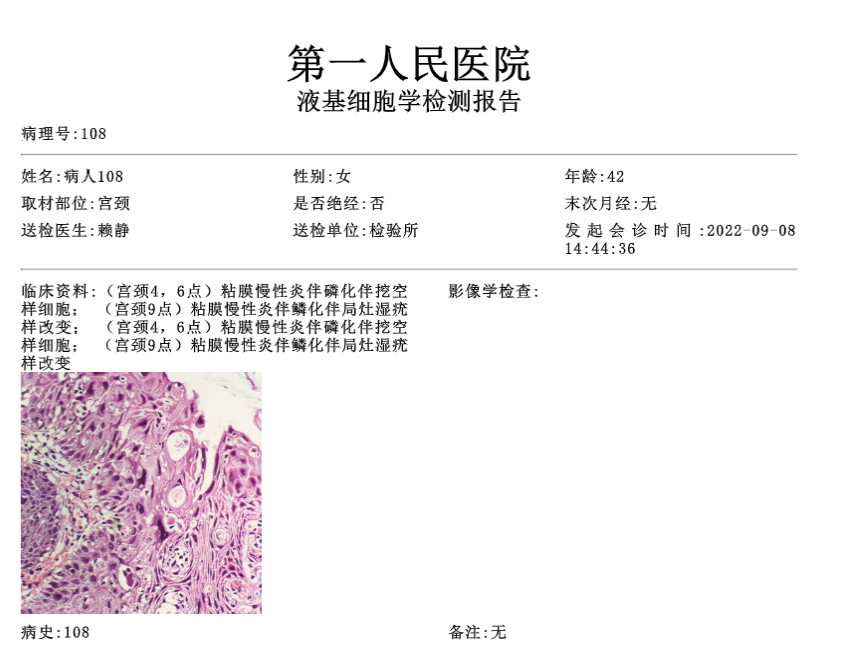 第一人民医院
液基细胞学检测报告
病理号:108
姓名:病人108 性别:女 年龄:42
取材部位:宫颈 是否绝经:否 末次月经:无
送检医生:赖静 送检单位:检验所 发起会诊时间:2022-09-08
14:44:36
临床资料:（宫颈4，6点）粘膜慢性炎伴磷化伴挖空 影像学检查:
样细胞； （宫颈9点）粘膜慢性炎伴鳞化伴局灶湿疣
样改变； （宫颈4，6点）粘膜慢性炎伴磷化伴挖空
样细胞； （宫颈9点）粘膜慢性炎伴鳞化伴局灶湿疣
样改变
病史:108 备注:无